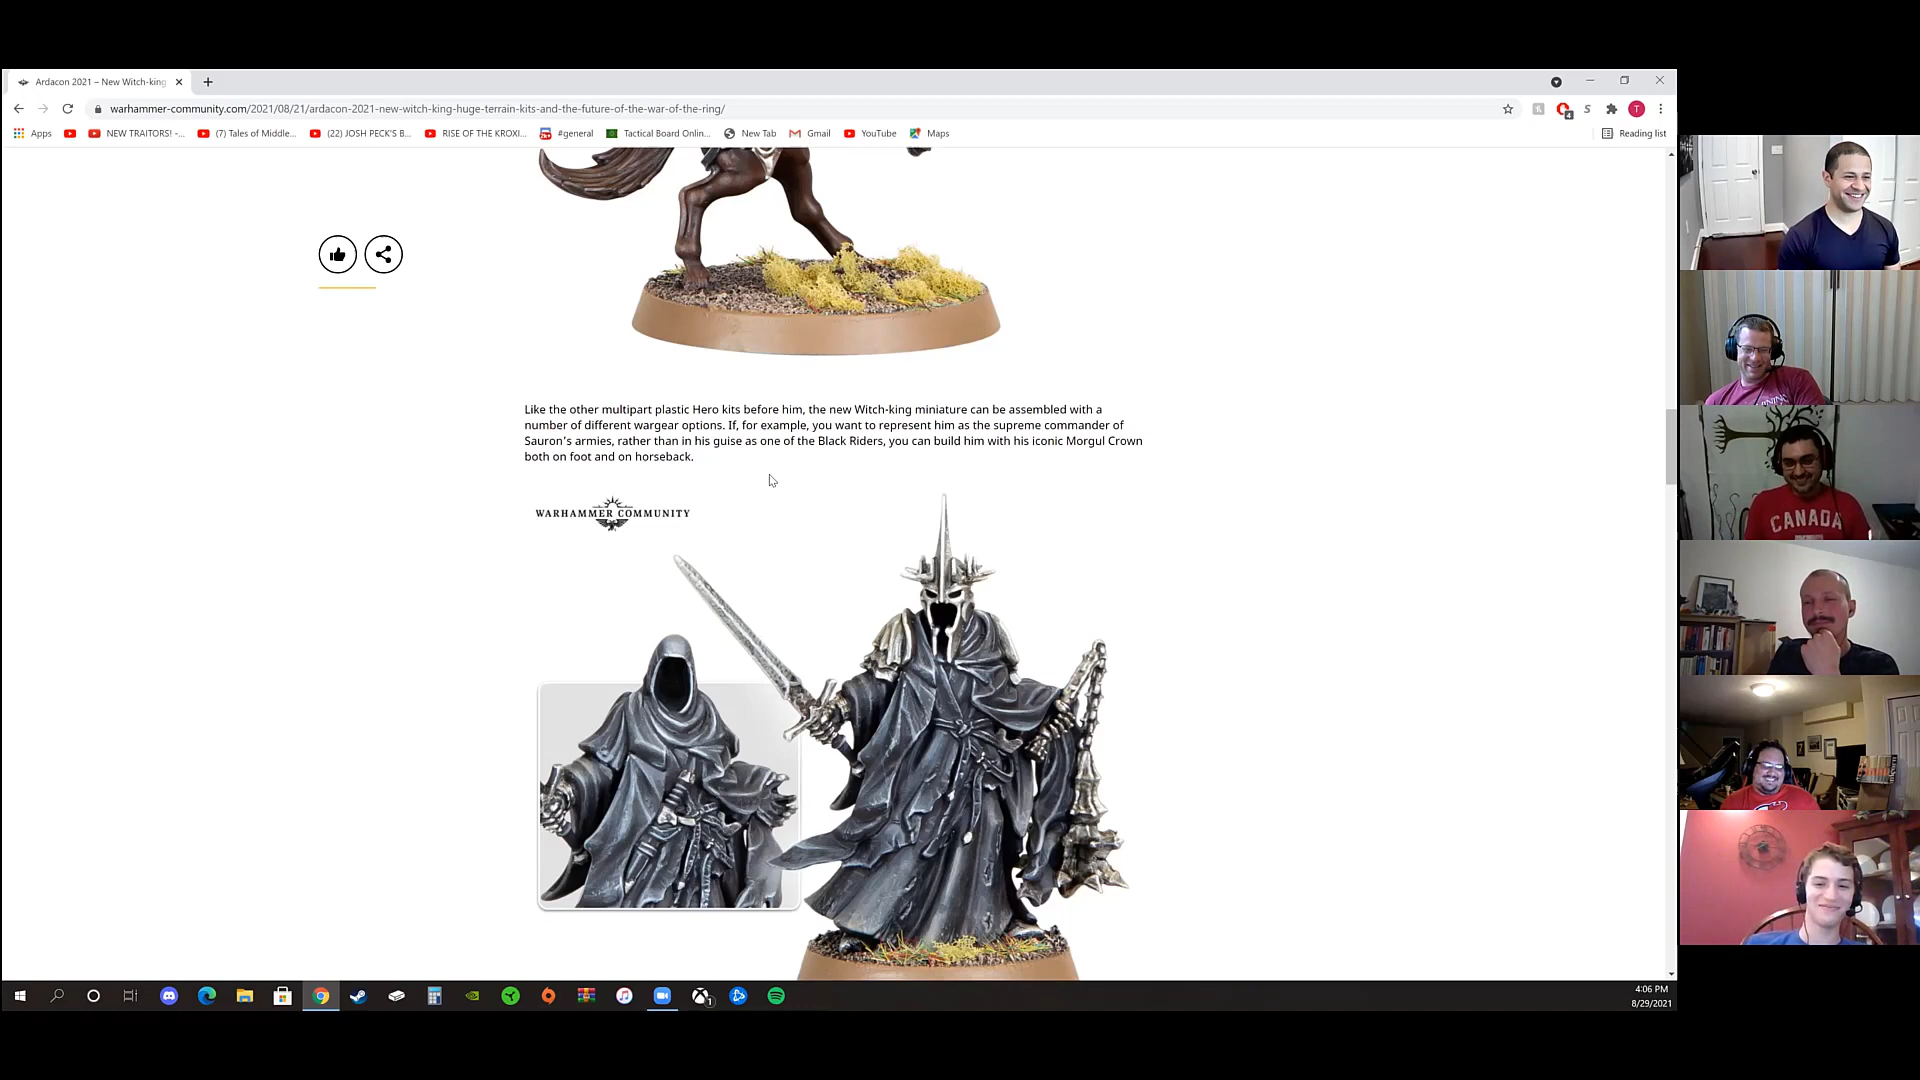 Ardacon 2021 – New Witch-king
warhammer-community.com/2021/08/21/ardacon-2021-new-witch-king-huge-terrain-kits-and-the-future-of-the-war-of-the-ring/
T
Apps
NEW TRAITORS! -...
(7) Tales of Middle...
(22) JOSH PECK'S B...
RISE OF THE KROXI...
#general
Tactical Board Onlin...
New Tab
Gmail
YouTube
Maps
Reading list
Like the other multipart plastic Hero kits before him, the new Witch-king miniature can be assembled with a
number of different wargear options. If, for example, you want to represent him as the supreme commander of
Sauron's armies, rather than in his guise as one of the Black Riders, you can build him with his iconic Morgul Crown
both on foot and on horseback.
WARHAMMER COMMUNITY
CANADA
4:06 PM
8/29/2021